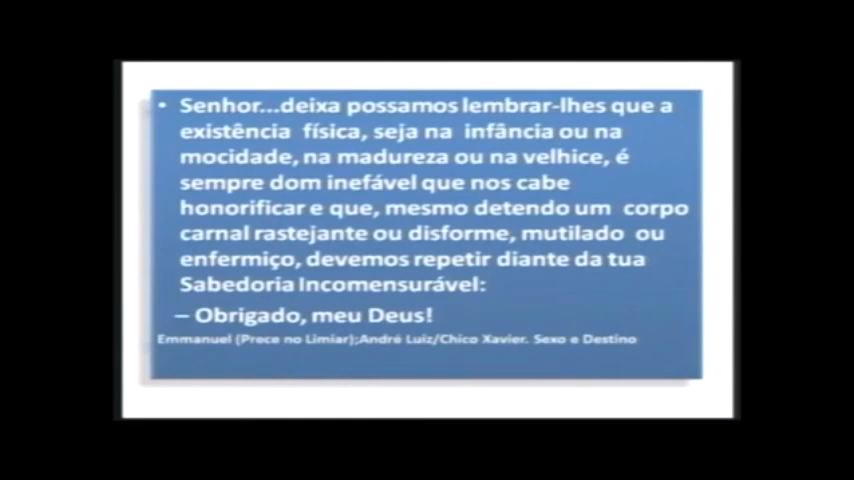 • Senhor...deixa possamos lembrar-lhes que a
existência física, seja na infância ou na
mocidade, na madureza ou na velhice, é
sempre dom inefável que nos cabe
honorificar e que, mesmo detendo um corpo
carnal rastejante ou disforme, mutilado ou
enfermiço, devemos repetir diante da tua
Sabedoria Incomensurável:
– Obrigado, meu Deus!
Emmanuel (Prece no Limiar);André Luiz/Chico Xavier. Sexo e Destino